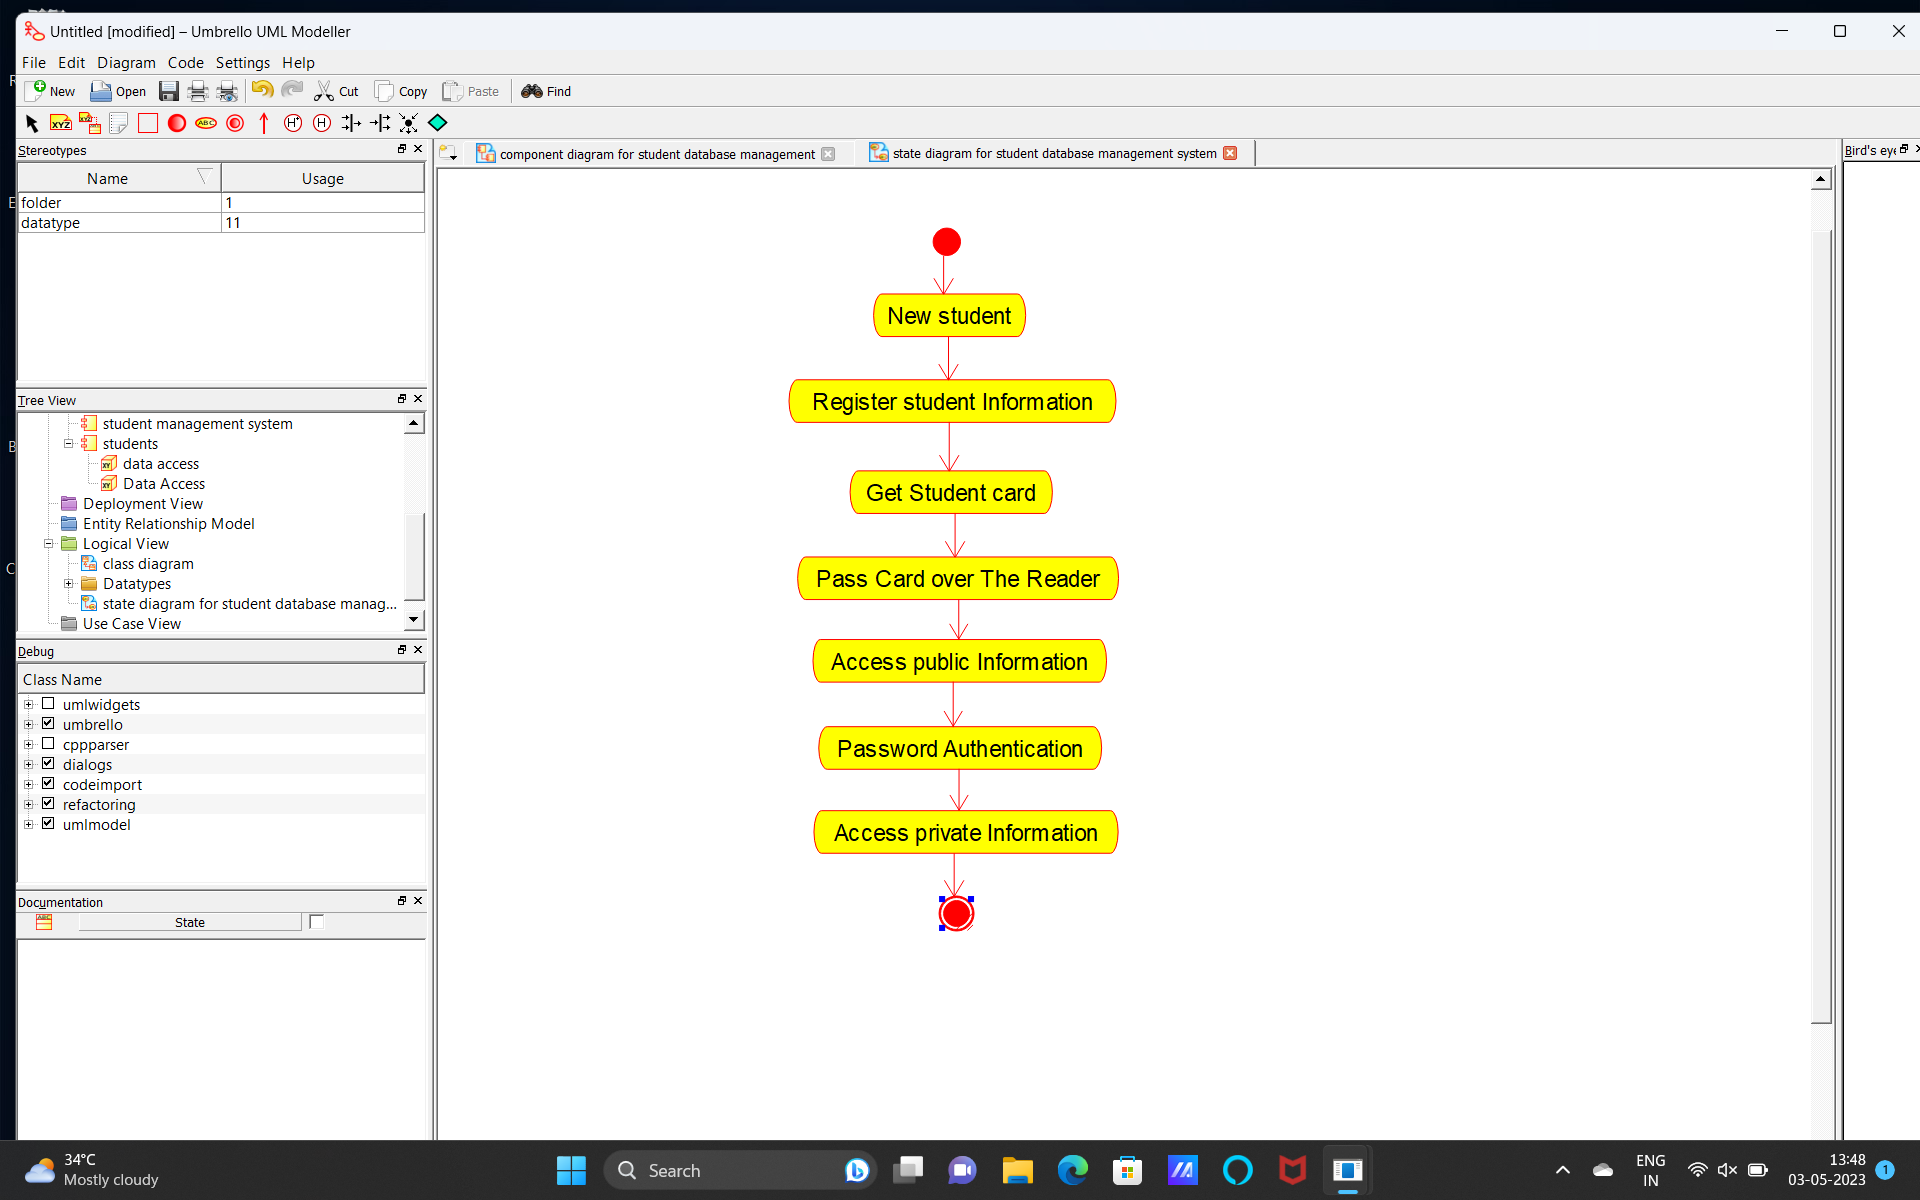 Untitled [modified] – Umbrello UML Modeller
File Edit Diagram Code Settings Help
New Open Cut Copy Paste Find
Stereotypes
Name Usage
folder 1
datatype 11
Tree View
student management system
students
data access
Data Access
Deployment View
Entity Relationship Model
Logical View
class diagram
Datatypes
state diagram for student database manag...
Use Case View
Debug
Class Name
umlwidgets
umbrello
cppparser
dialogs
codeimport
refactoring
umlmodel
Documentation
State
component diagram for student database management
state diagram for student database management system
Bird's eye
New student
Register student Information
Get Student card
Pass Card over The Reader
Access public Information
Password Authentication
Access private Information
34°C
Mostly cloudy
Search
ENG
IN
13:48
03-05-2023
1